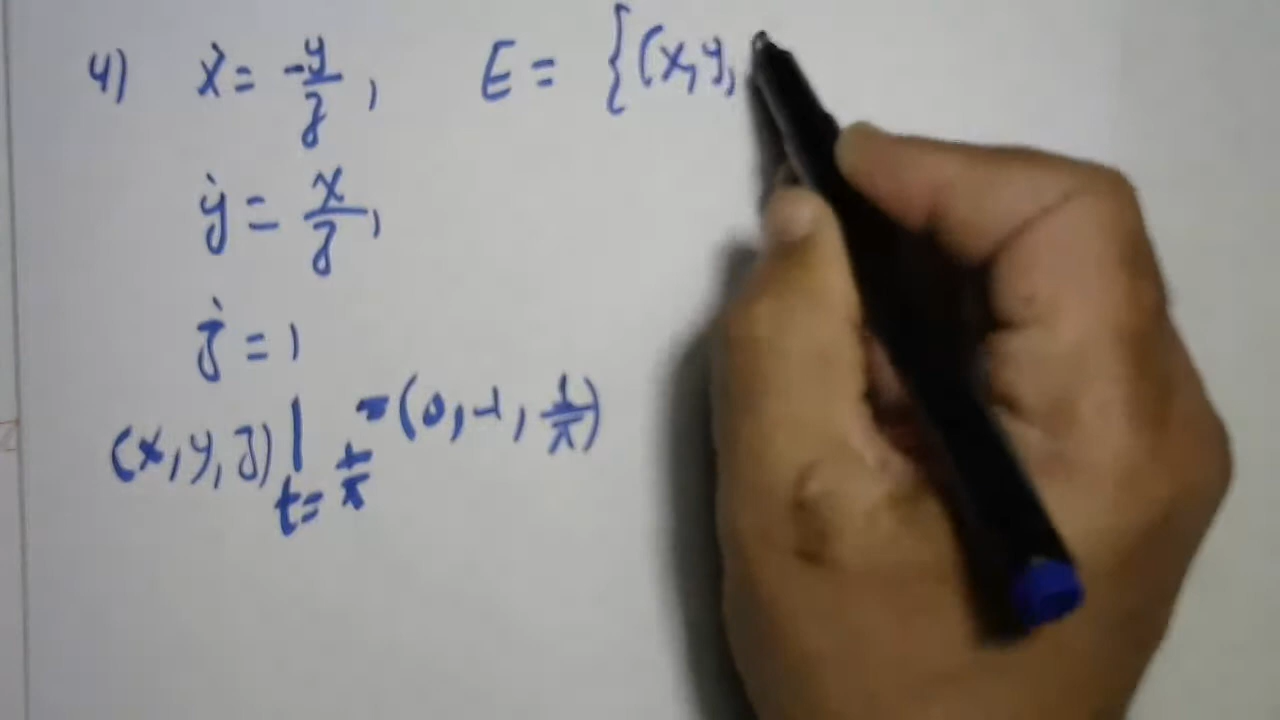 4) ẋ = -y/z, E = {(x, y,
ẏ = x/z,
ż = 1
(x, y, z)|t=1/π = (0, -1, 1/π)